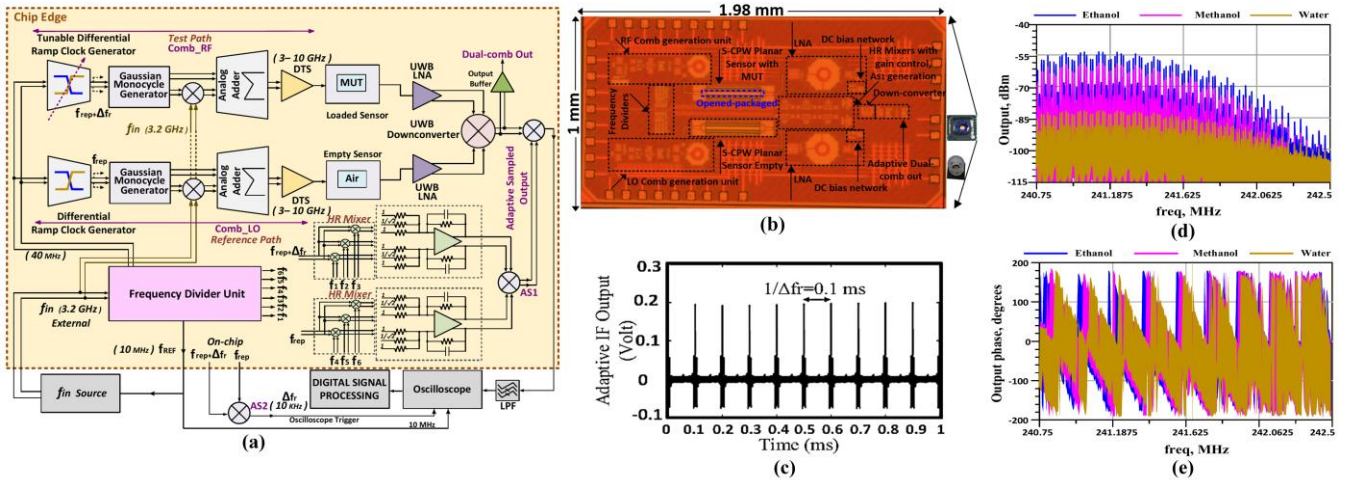 Chip Edge
Tunable Differential
Ramp Clock Generator
Test Path
Comb_RF
Gaussian
Monocycle
Generator
frep+Δfr
Analog
Adder
(3– 10 GHz)
DTS
MUT
Loaded Sensor
UWB
LNA
Dual-comb Out
Output
Buffer
UWB
Downconverter
fin (3.2 GHz)
frep
Gaussian
Monocycle
Generator
Analog
Adder
DTS
(3– 10 GHz)
Empty Sensor
Air
UWB
LNA
Adaptive Sampled
Output
Differential
Ramp Clock Generator
Comb_LO
Reference Path
(40 MHz)
HR Mixer
frep+Δfr
f1 f2 f3
Frequency Divider Unit
fin (3.2 GHz)
External
HR Mixer
frep
f4 f5 f6
AS1
(10 MHz) fREF
On-chip
frep+Δfr frep
fin Source
AS2
Δfr
(10 KHz)
Oscilloscope Trigger
DIGITAL SIGNAL
PROCESSING
Oscilloscope
LPF
10 MHz
(a)
1.98 mm
1 mm
RF Comb generation unit
5-CPW Planar
Sensor with
MUT
LNA
DC bias network
HR Mixers with
gain control,
As1 generation
Down-converter
Opened-packaged
Frequency
Dividers
5-CPW Planar
Sensor Empty
LNA
Adaptive Dual-
comb out
LO Comb generation unit
DC bias network
(b)
Adaptive IF Output
(Volt)
0.3
0.2
0.1
0
-0.1
1/Δfr=0.1 ms
0 0.1 0.2 0.3 0.4 0.5 0.6 0.7 0.8 0.9 1
Time (ms)
(c)
Ethanol Methanol Water
Output, dBm
-40
-55
-70
-85
-100
-115
240.75 241.1875 241.625 242.0625 242.5
freq, MHz
(d)
Ethanol Methanol Water
Output phase, degrees
200
100
0
-100
-200
240.75 241.1875 241.625 242.0625 242.5
freq, MHz
(e)